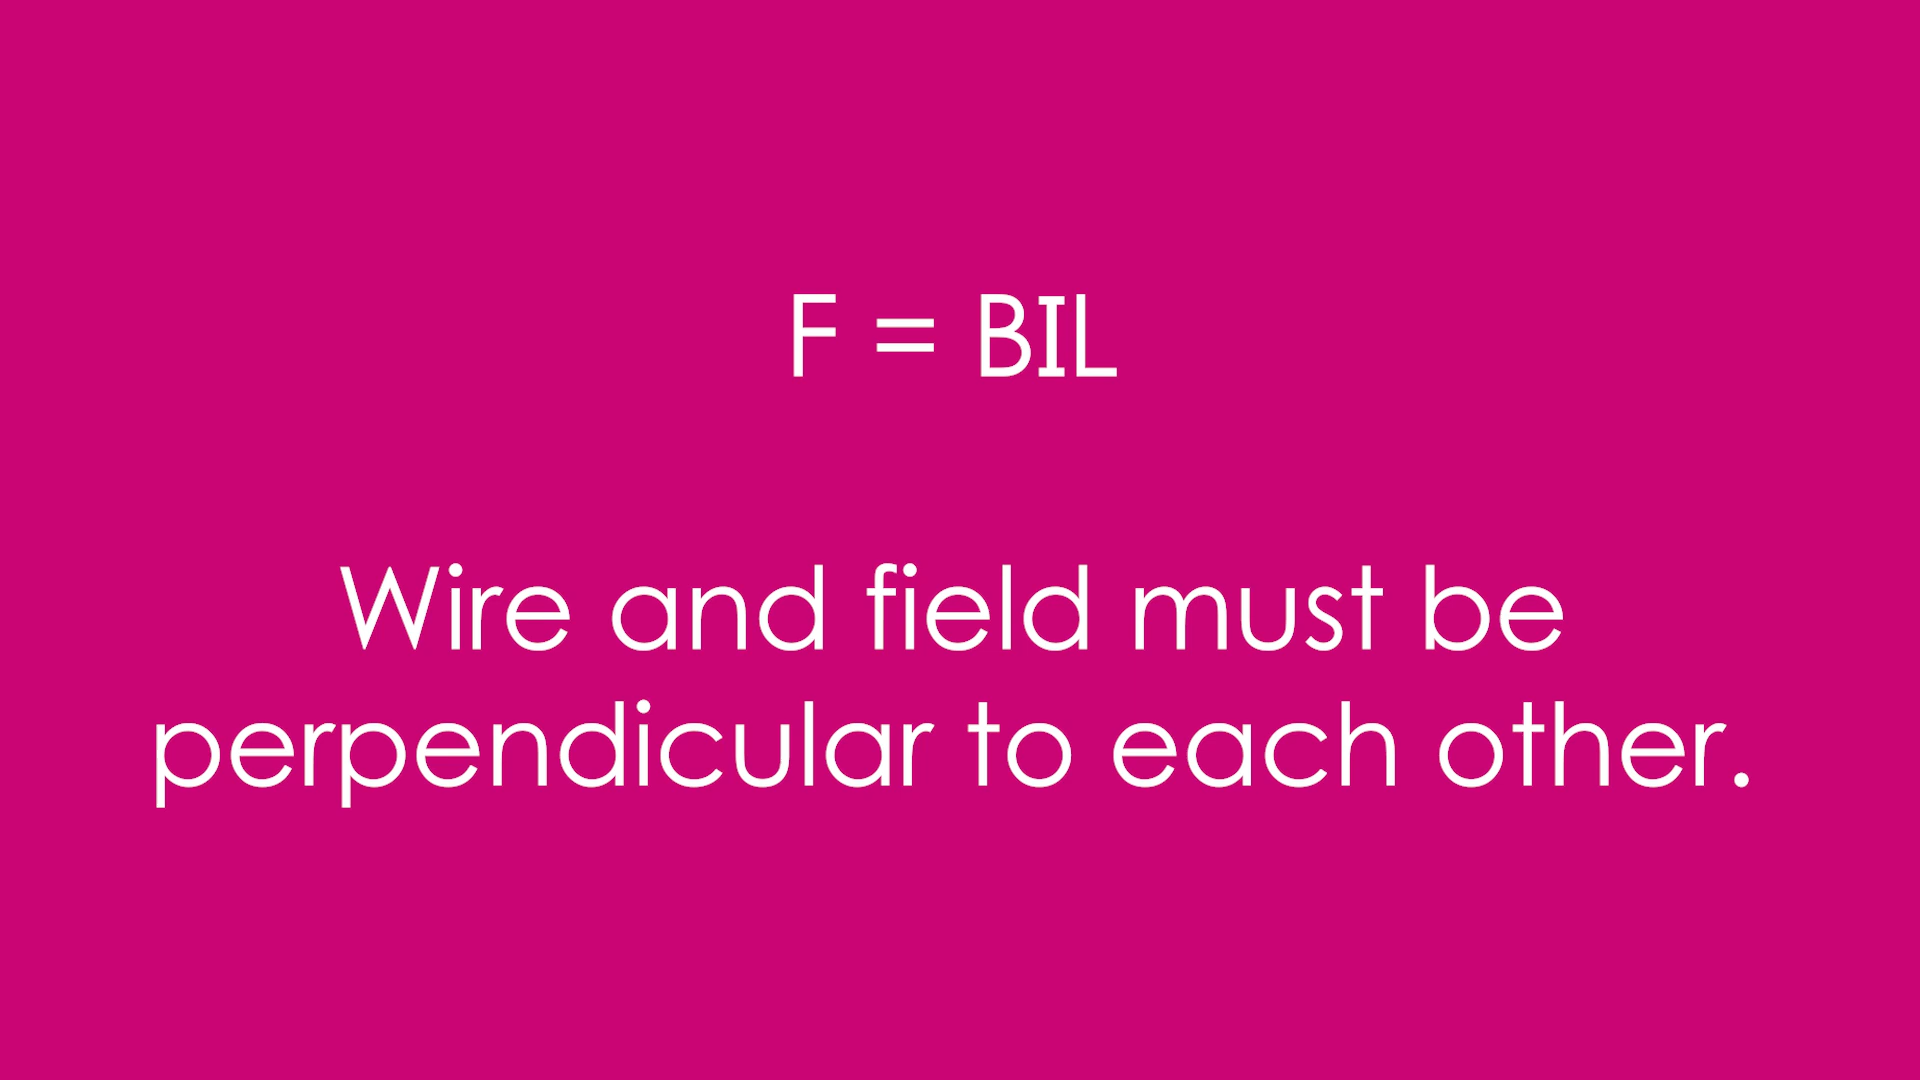 F = BIL
Wire and field must be
perpendicular to each other.